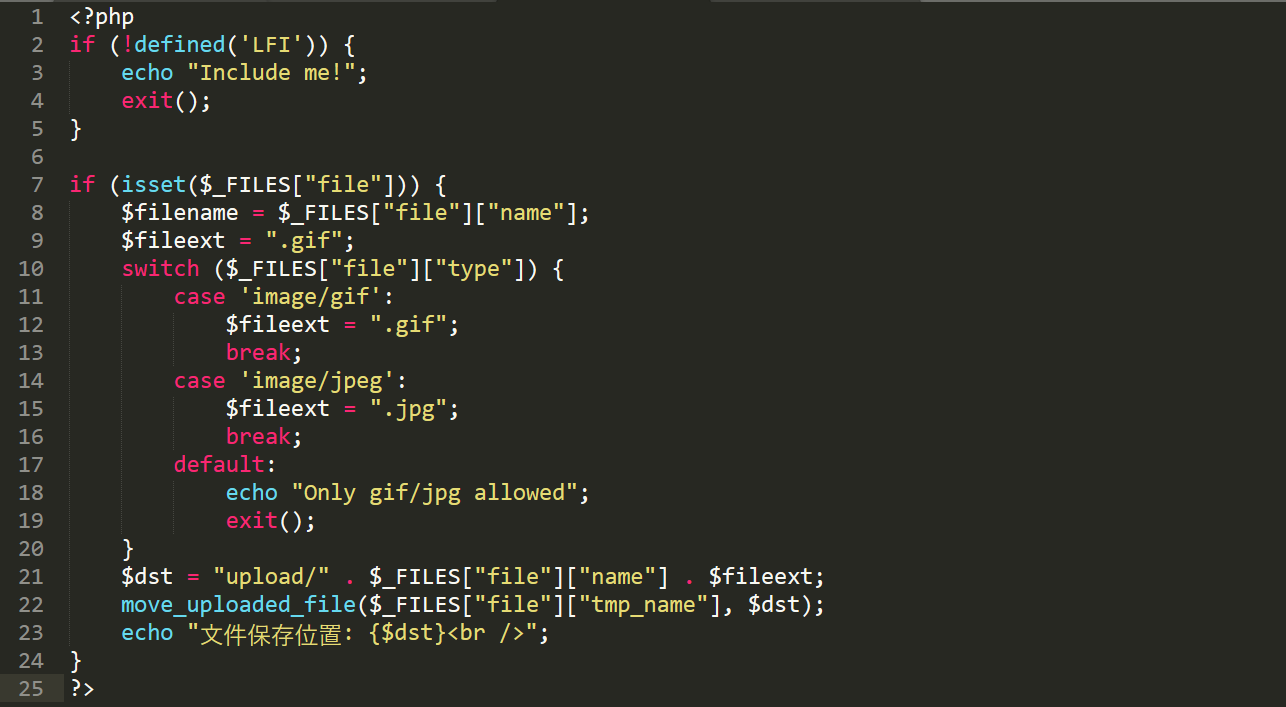 1 <?php
2 if (!defined('LFI')) {
3     echo "Include me!";
4     exit();
5 }
6
7 if (isset($_FILES["file"])) {
8     $filename = $_FILES["file"]["name"];
9     $fileext = ".gif";
10     switch ($_FILES["file"]["type"]) {
11         case 'image/gif':
12             $fileext = ".gif";
13             break;
14         case 'image/jpeg':
15             $fileext = ".jpg";
16             break;
17         default:
18             echo "Only gif/jpg allowed";
19             exit();
20     }
21     $dst = "upload/" . $_FILES["file"]["name"] . $fileext;
22     move_uploaded_file($_FILES["file"]["tmp_name"], $dst);
23     echo "文件保存位置: {$dst}<br />";
24 }
25 ?>